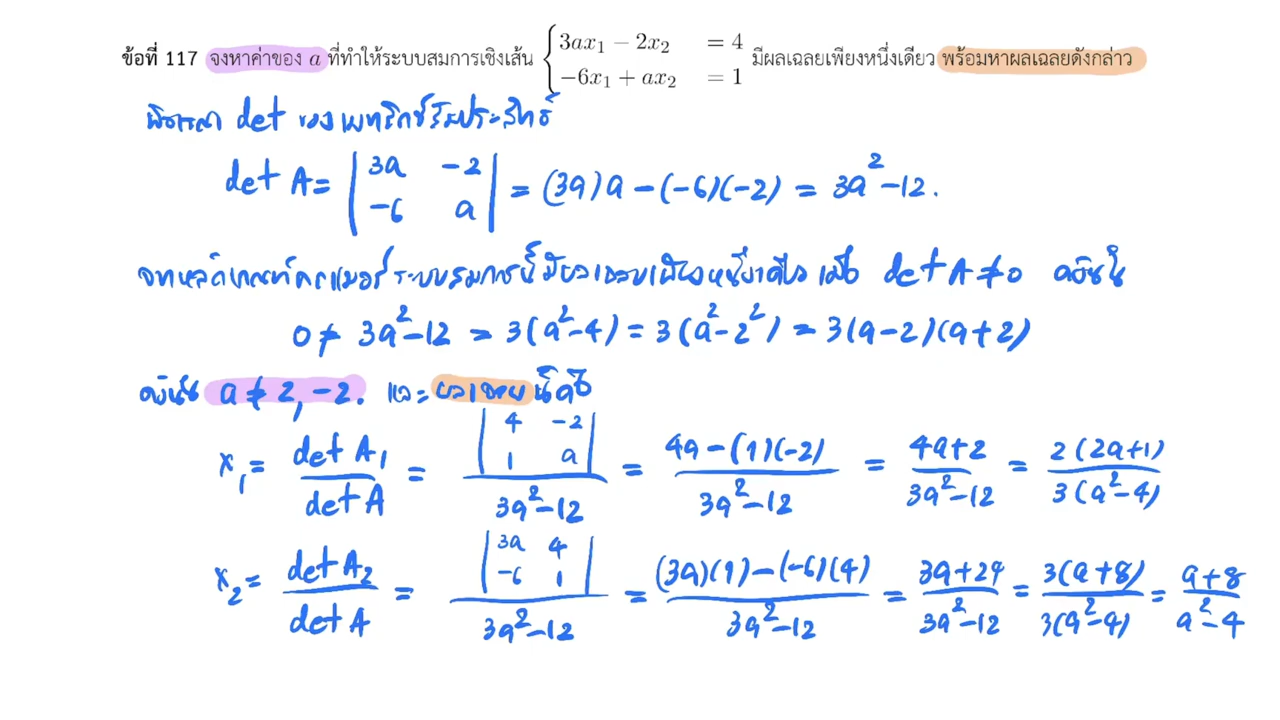 ข้อที่ 117 จงหาค่าของ a ที่ทำให้ระบบสมการเชิงเส้น { 3ax₁ − 2x₂ = 4 มีผลเฉลยเพียงหนึ่งเดียว พร้อมหาผลเฉลยดังกล่าว
−6x₁ + ax₂ = 1
พิจารณา det ของเมทริกซ์สัมประสิทธิ์
det A = | 3a −2 | = (3a)a − (−6)(−2) = 3a² − 12.
| −6 a |
จากหลักเกณฑ์คราเมอร์ ระบบสมการนี้มีผลเฉลยเพียงหนึ่งเดียว เมื่อ det A ≠ 0 ดังนั้น
0 ≠ 3a² − 12 = 3(a² − 4) = 3(a² − 2²) = 3(a − 2)(a + 2)
ดังนั้น a ≠ 2, −2. และ ผลเฉลย นี้คือ
x₁ = det A₁ / det A = | 4 −2 ; 1 a | / 3a² − 12 = 4a − (1)(−2) / 3a² − 12 = 4a + 2 / 3a² − 12 = 2(2a + 1) / 3(a² − 4)
x₂ = det A₂ / det A = | 3a 4 ; −6 1 | / 3a² − 12 = (3a)(1) − (−6)(4) / 3a² − 12 = 3a + 24 / 3a² − 12 = 3(a + 8) / 3(a² − 4) = a + 8 / a² − 4